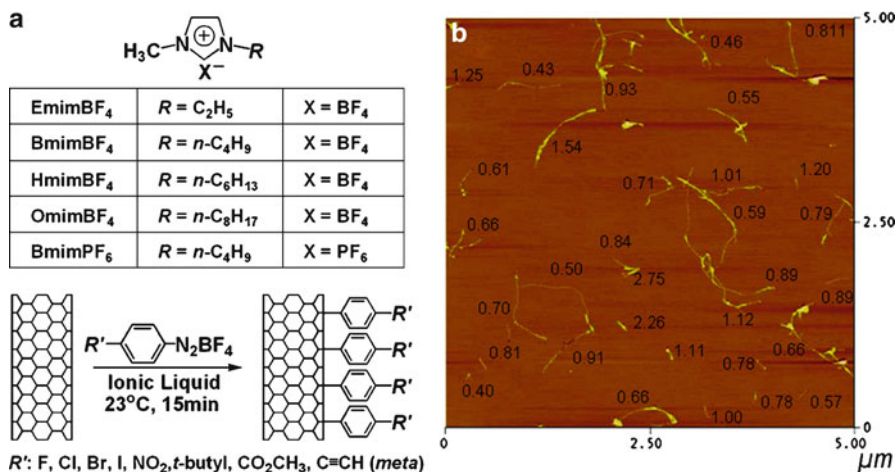 a
H₃C N N R
X⁻
EmimBF₄ R = C₂H₅ X = BF₄
BmimBF₄ R = n-C₄H₉ X = BF₄
HmimBF₄ R = n-C₆H₁₃ X = BF₄
OmimBF₄ R = n-C₈H₁₇ X = BF₄
BmimPF₆ R = n-C₄H₉ X = PF₆
R' N₂BF₄
Ionic Liquid
23°C, 15min
R'
R'
R'
R'
R': F, Cl, Br, I, NO₂,t-butyl, CO₂CH₃, C≡CH (meta)
b
5.00
0.46
0.811
1.25
0.43
0.93
0.55
1.54
0.61
0.71
1.01
1.20
0.59
0.79
2.50
0.66
0.84
0.50
2.75
0.89
0.89
0.70
2.26
1.12
0.66
0.81
0.91
1.11
0.78
0.40
0.66
1.00
0.78
0.57
0
0
2.50
5.00
µm